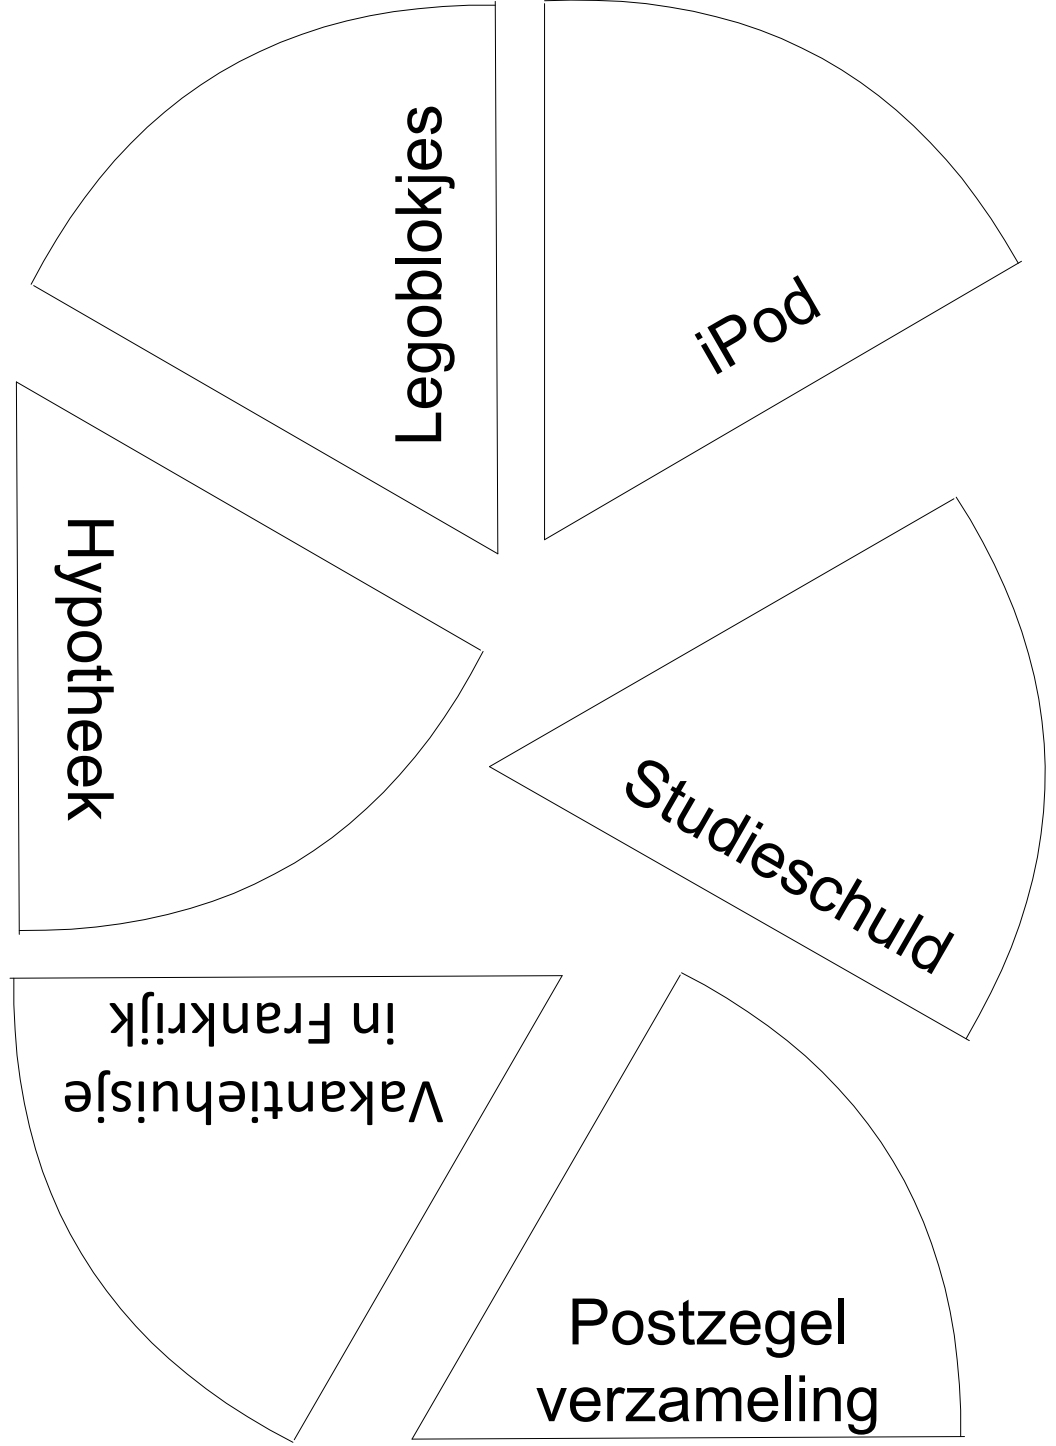 Legoblokjes
iPod
Hypotheek
Studieschuld
Vakantiehuisje
in Frankrijk
Postzegel
verzameling